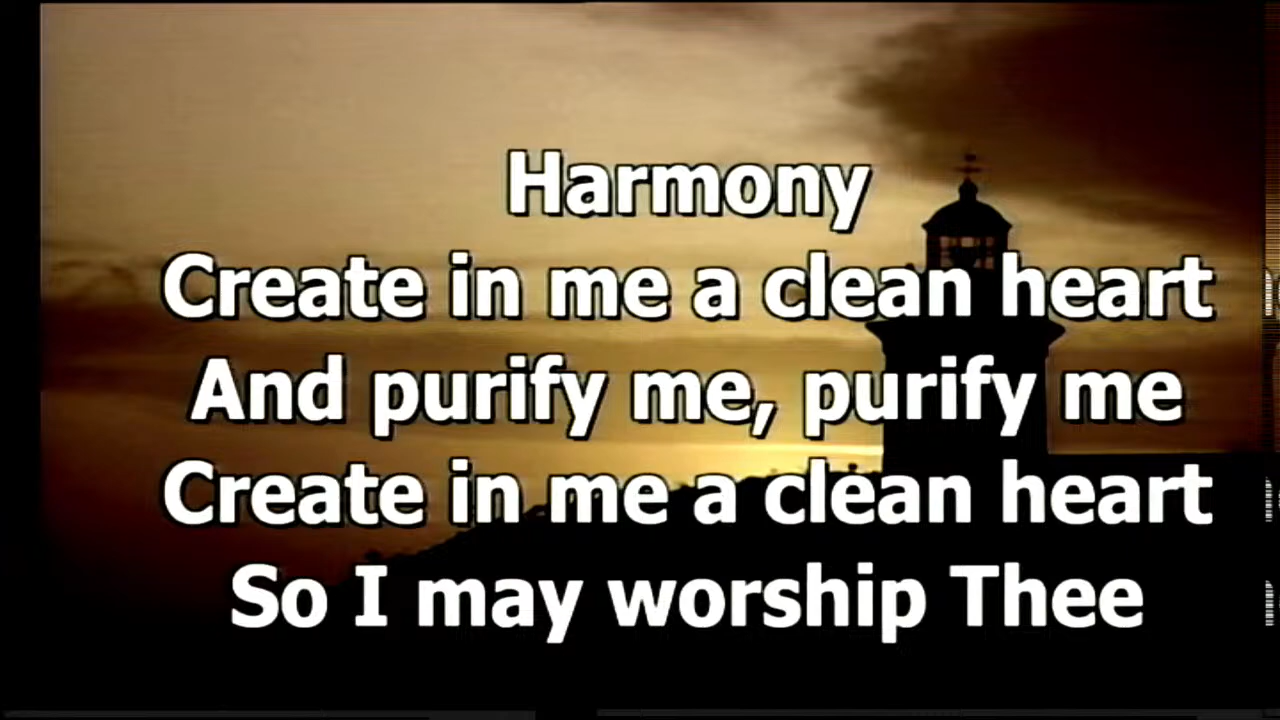 Harmony
Create in me a clean heart
And purify me, purify me
Create in me a clean heart
So I may worship Thee